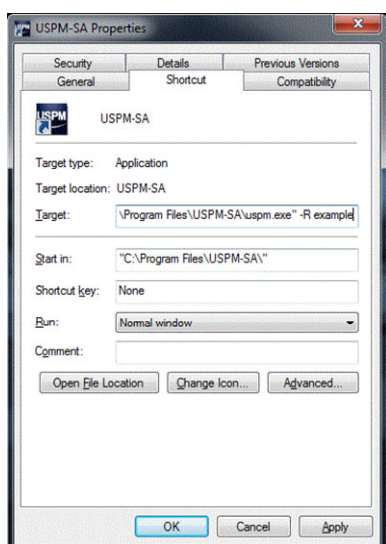 USPM-SA Properties
Security Details Previous Versions
General Shortcut Compatibility
USPM USPM-SA
Target type: Application
Target location: USPM-SA
Target: \Program Files\USPM-SA\uspm.exe" -R example
Start in: "C:\Program Files\USPM-SA\"
Shortcut key: None
Run: Normal window
Comment:
Open File Location Change Icon... Advanced...
OK Cancel Apply